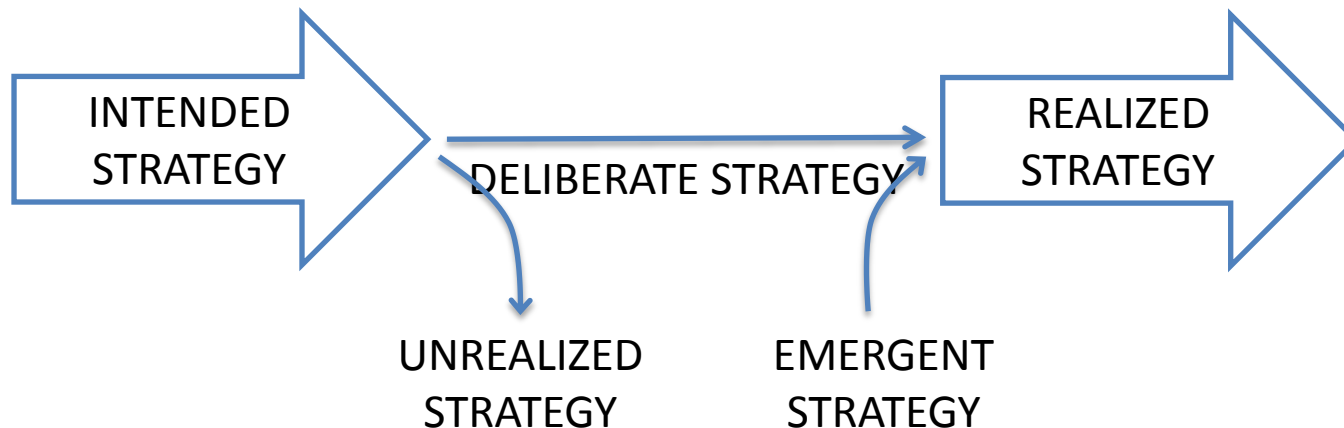 INTENDED
STRATEGY
DELIBERATE STRATEGY
REALIZED
STRATEGY
UNREALIZED
STRATEGY
EMERGENT
STRATEGY